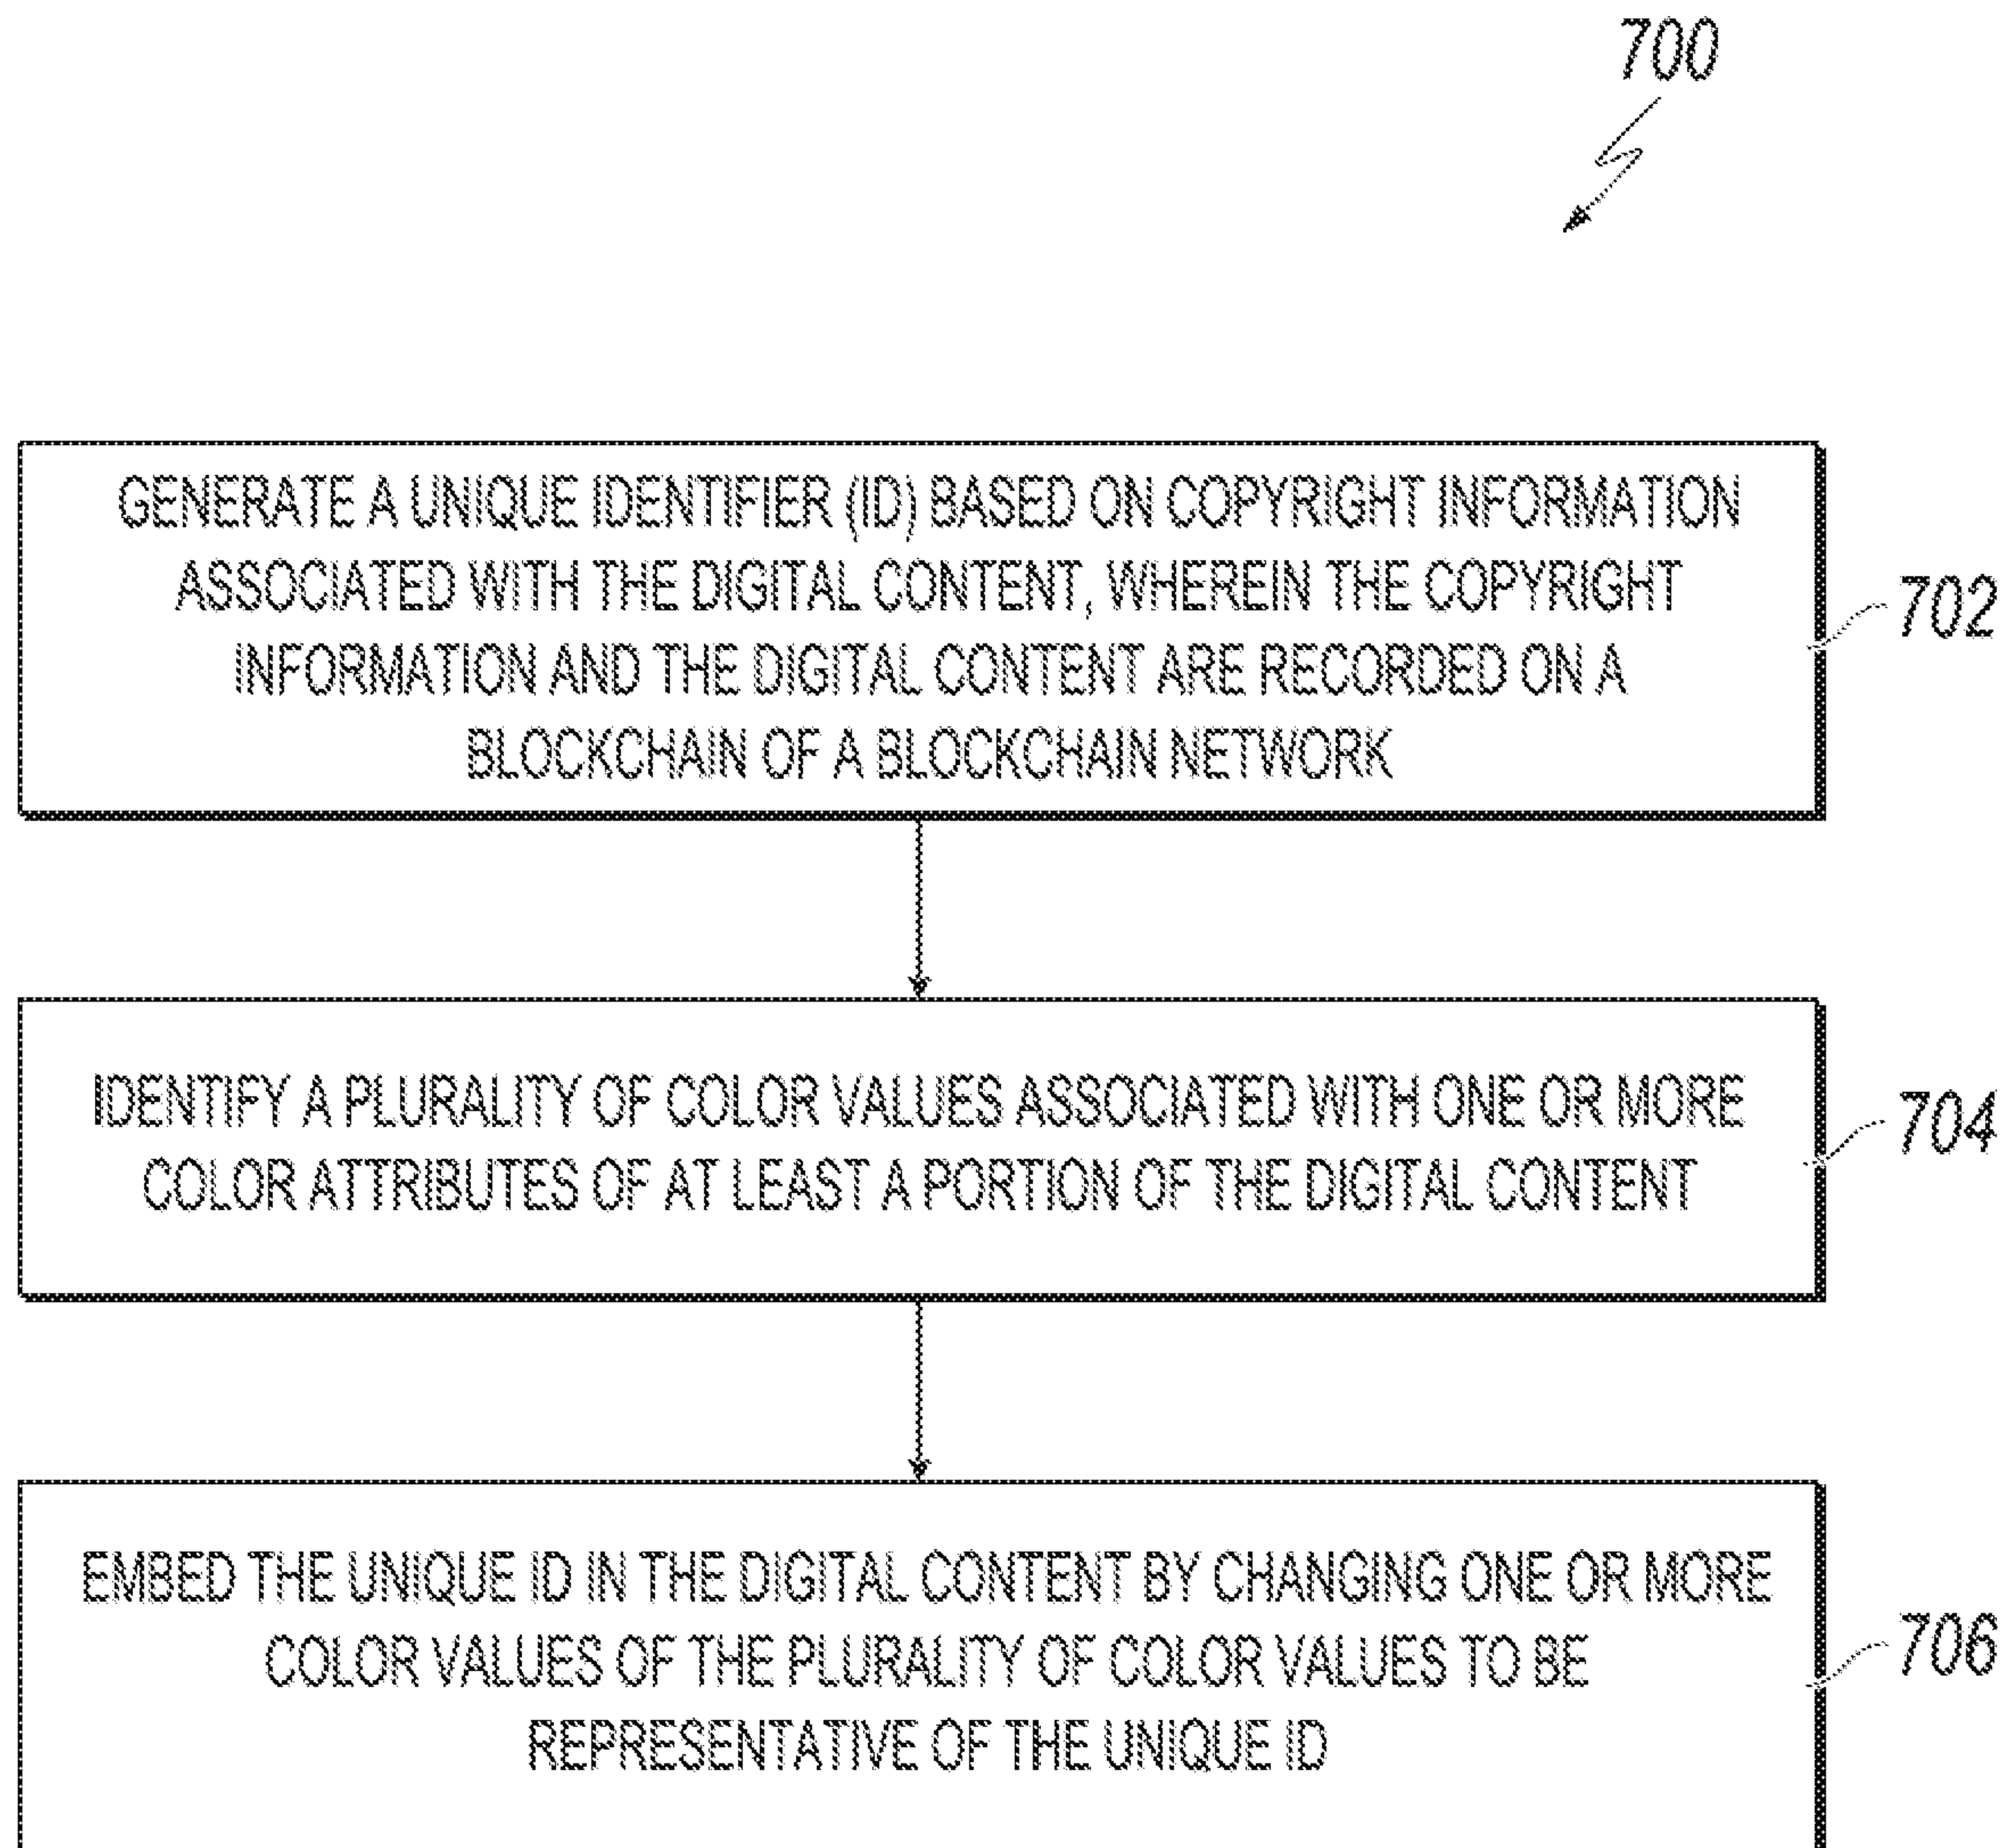 700
GENERATE A UNIQUE IDENTIFIER (ID) BASED ON COPYRIGHT INFORMATION
ASSOCIATED WITH THE DIGITAL CONTENT, WHEREIN THE COPYRIGHT
INFORMATION AND THE DIGITAL CONTENT ARE RECORDED ON A
BLOCKCHAIN OF A BLOCKCHAIN NETWORK
702
IDENTIFY A PLURALITY OF COLOR VALUES ASSOCIATED WITH ONE OR MORE
COLOR ATTRIBUTES OF AT LEAST A PORTION OF THE DIGITAL CONTENT
704
EMBED THE UNIQUE ID IN THE DIGITAL CONTENT BY CHANGING ONE OR MORE
COLOR VALUES OF THE PLURALITY OF COLOR VALUES TO BE
REPRESENTATIVE OF THE UNIQUE ID
706